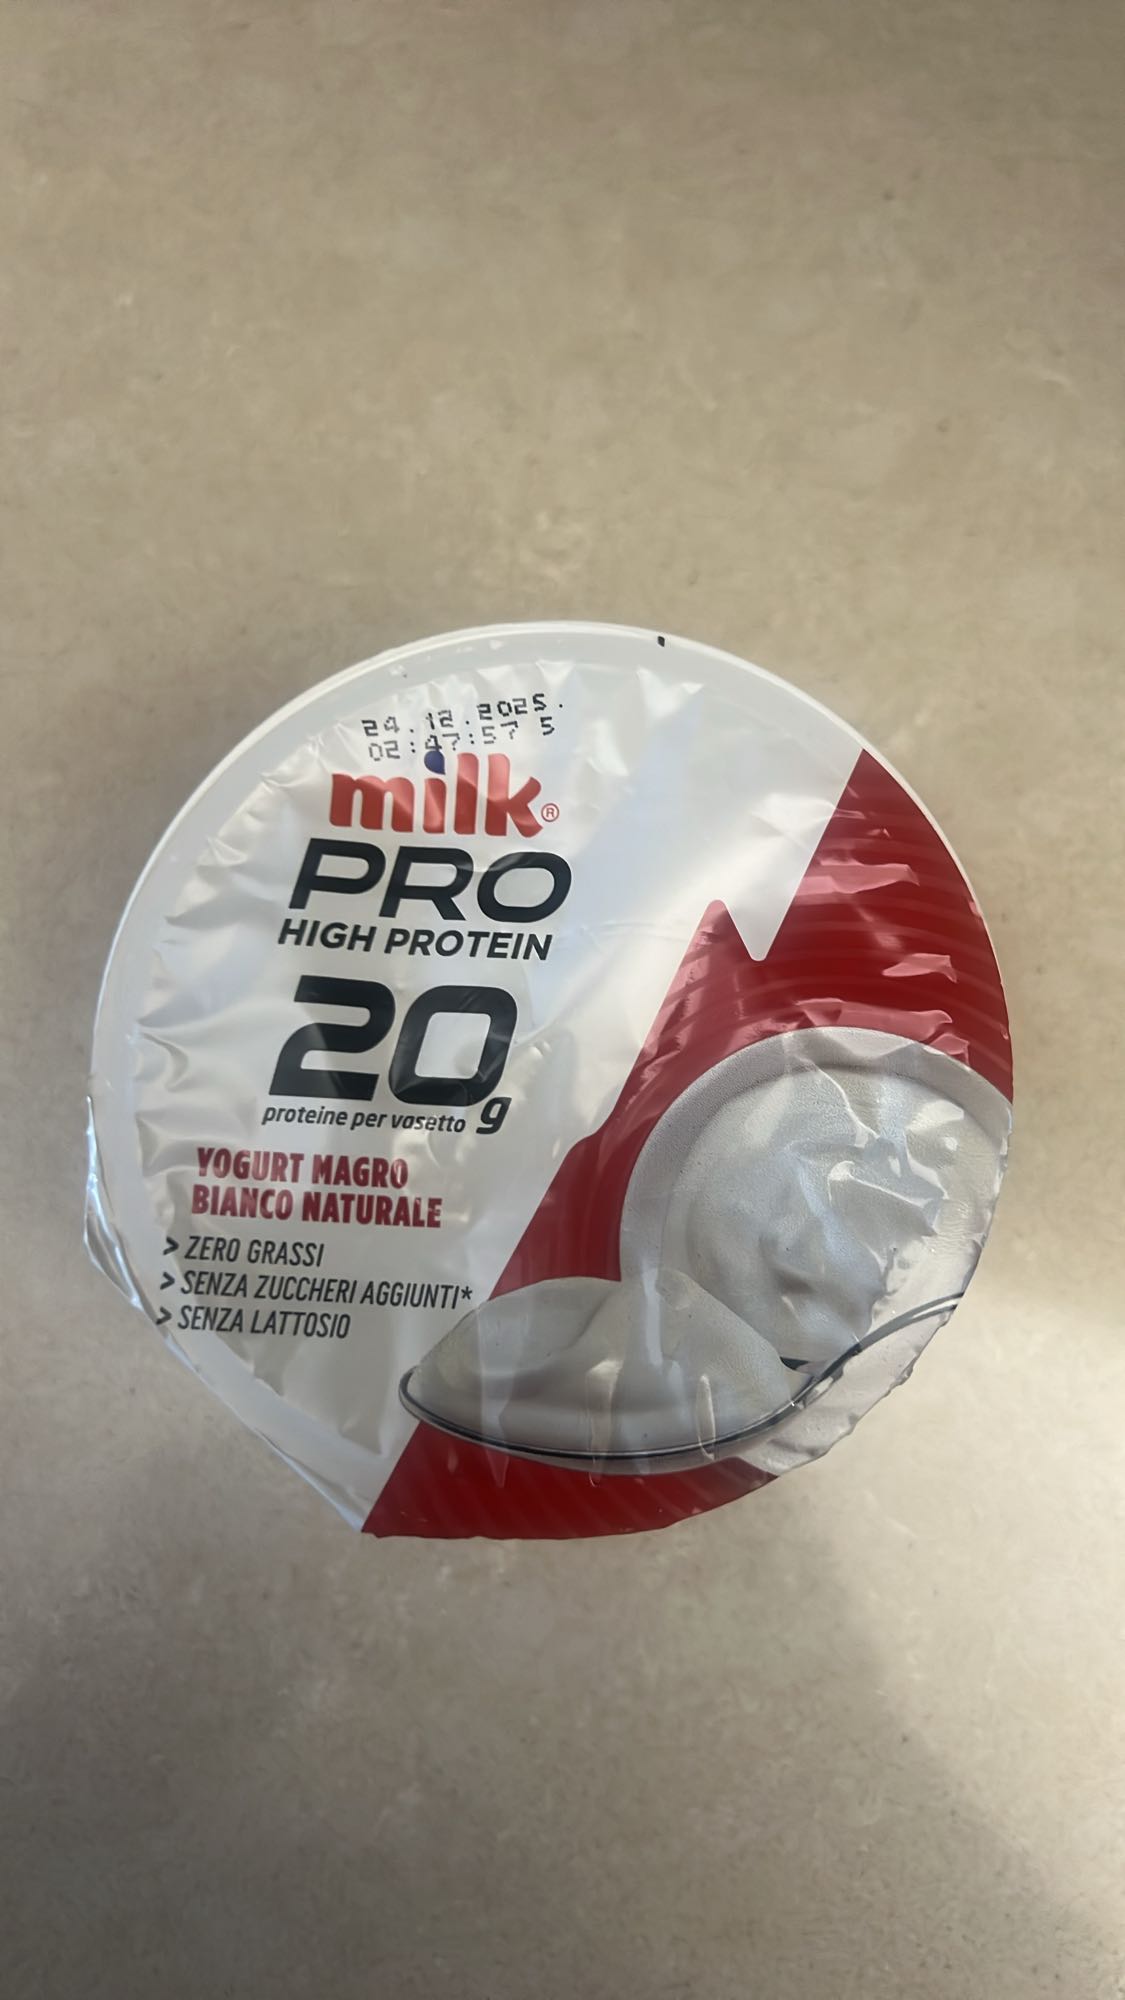 24.12.2025.
02:47:57 5
milk®
PRO
HIGH PROTEIN
20g
proteine per vasetto
YOGURT MAGRO
BIANCO NATURALE
> ZERO GRASSI
> SENZA ZUCCHERI AGGIUNTI*
> SENZA LATTOSIO